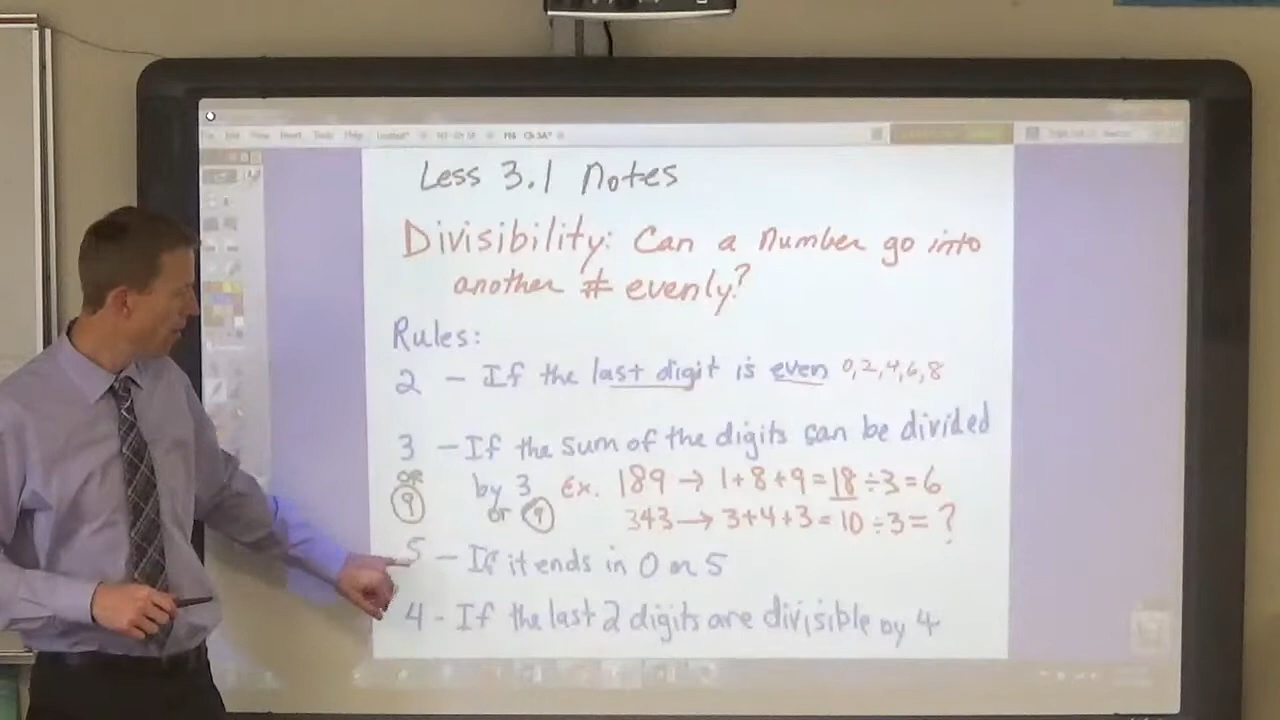 Less 3.1 Notes
Divisibility: Can a number go into
another # evenly?
Rules:
2 - If the last digit is even 0,2,4,6,8
3 - If the sum of the digits can be divided
OR by 3 Ex. 189 → 1+8+9=18÷3=6
9 or 9 343 → 3+4+3=10÷3=?
5 - If it ends in 0 or 5
4 - If the last 2 digits are divisible by 4